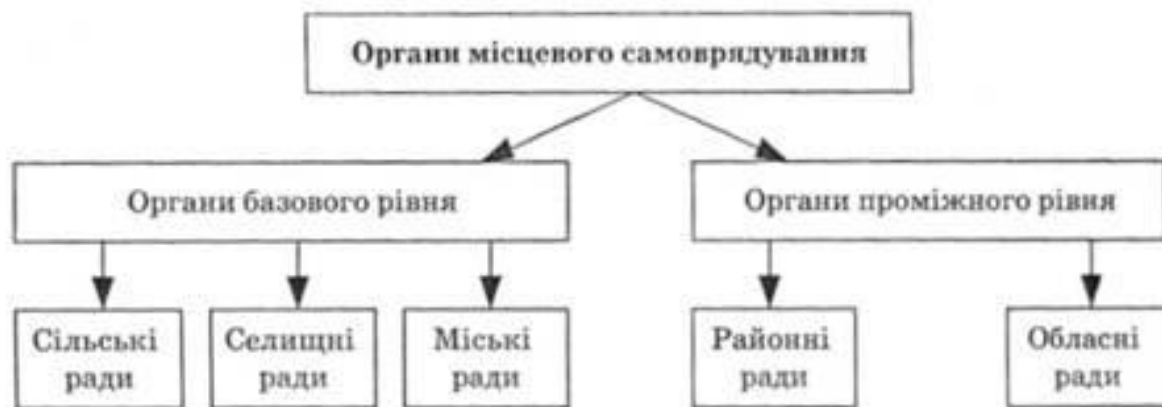 Органи місцевого самоврядування
Органи базового рівня
Органи проміжного рівня
Сільські
ради
Селищні
ради
Міські
ради
Районні
ради
Обласні
ради